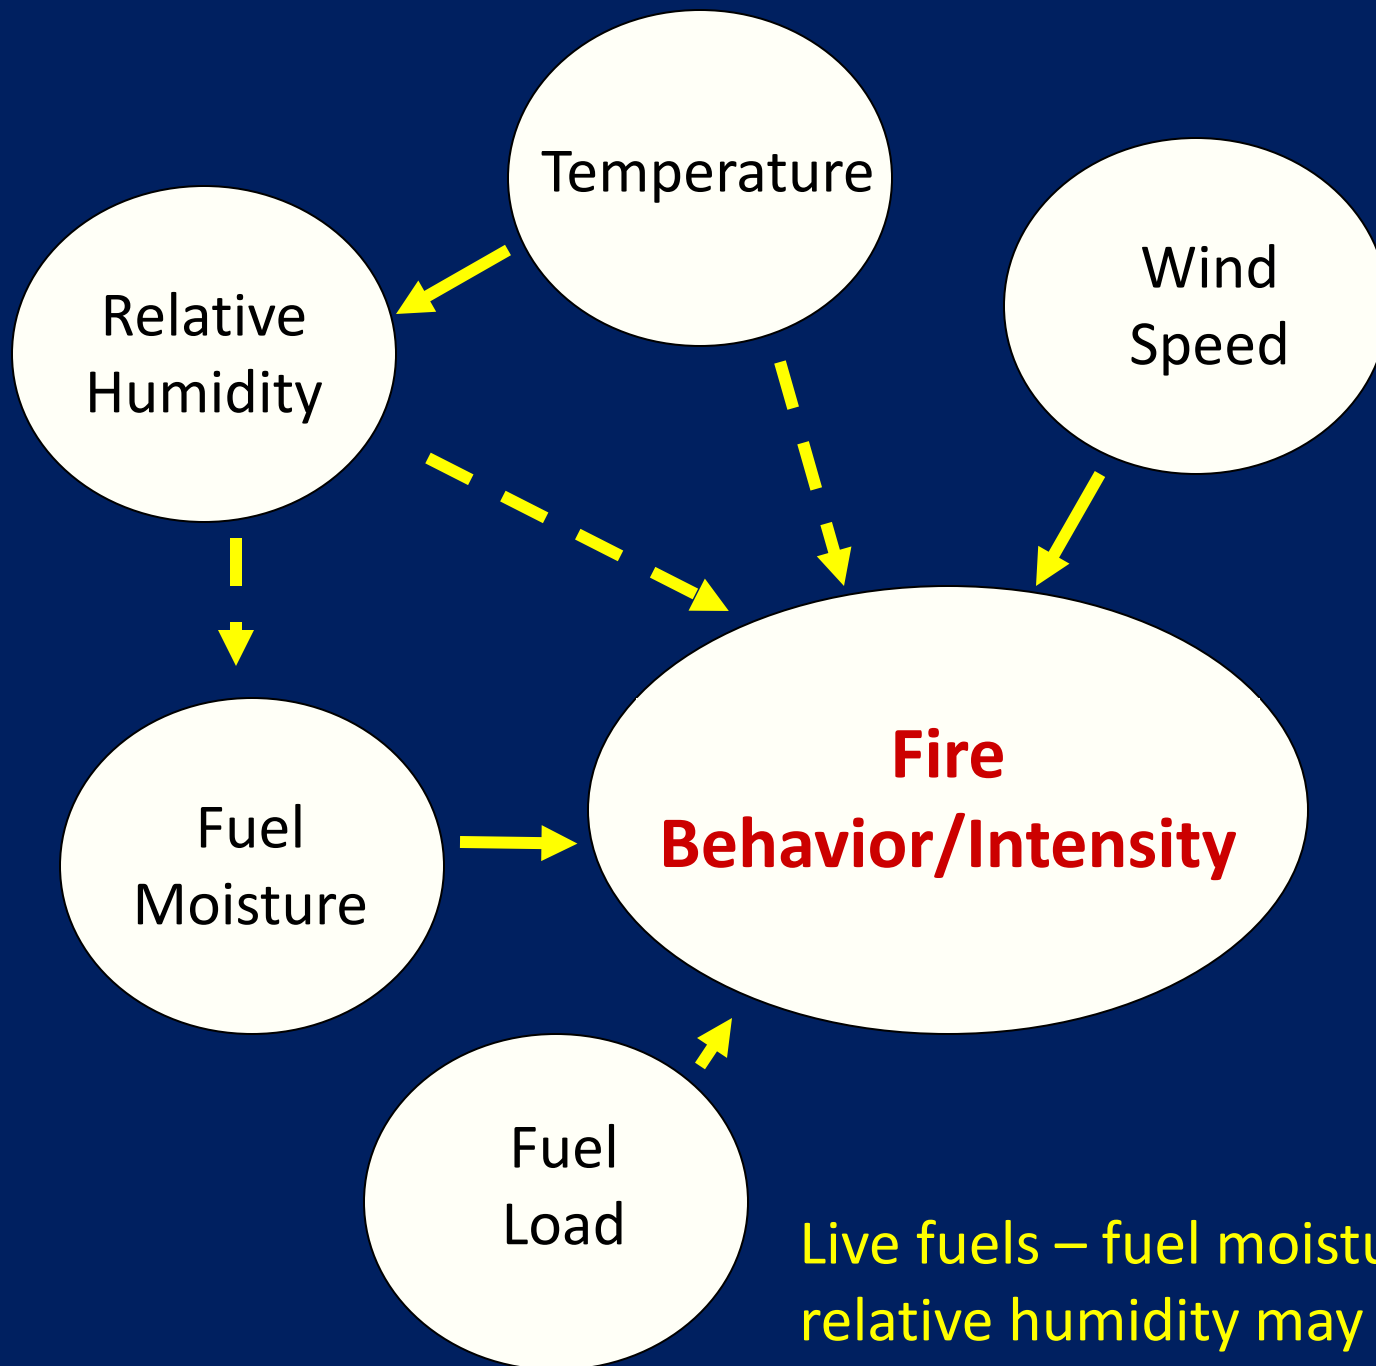 Temperature
Wind
Speed
Relative
Humidity
Fire
Behavior/Intensity
Fuel
Moisture
Fuel
Load
Live fuels – fuel
relative humidity may